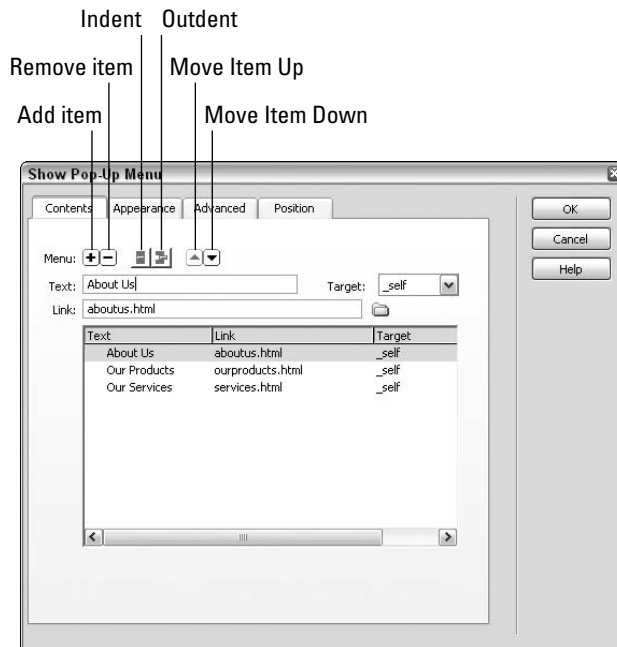 Indent Outdent
Remove item Move Item Up
Add item Move Item Down
Show Pop-Up Menu
Contents Appearance Advanced Position
OK
Cancel
Help
Menu:
Text: About Us Target: _self
Link: aboutus.html
Text Link Target
About Us aboutus.html _self
Our Products ourproducts.html _self
Our Services services.html _self